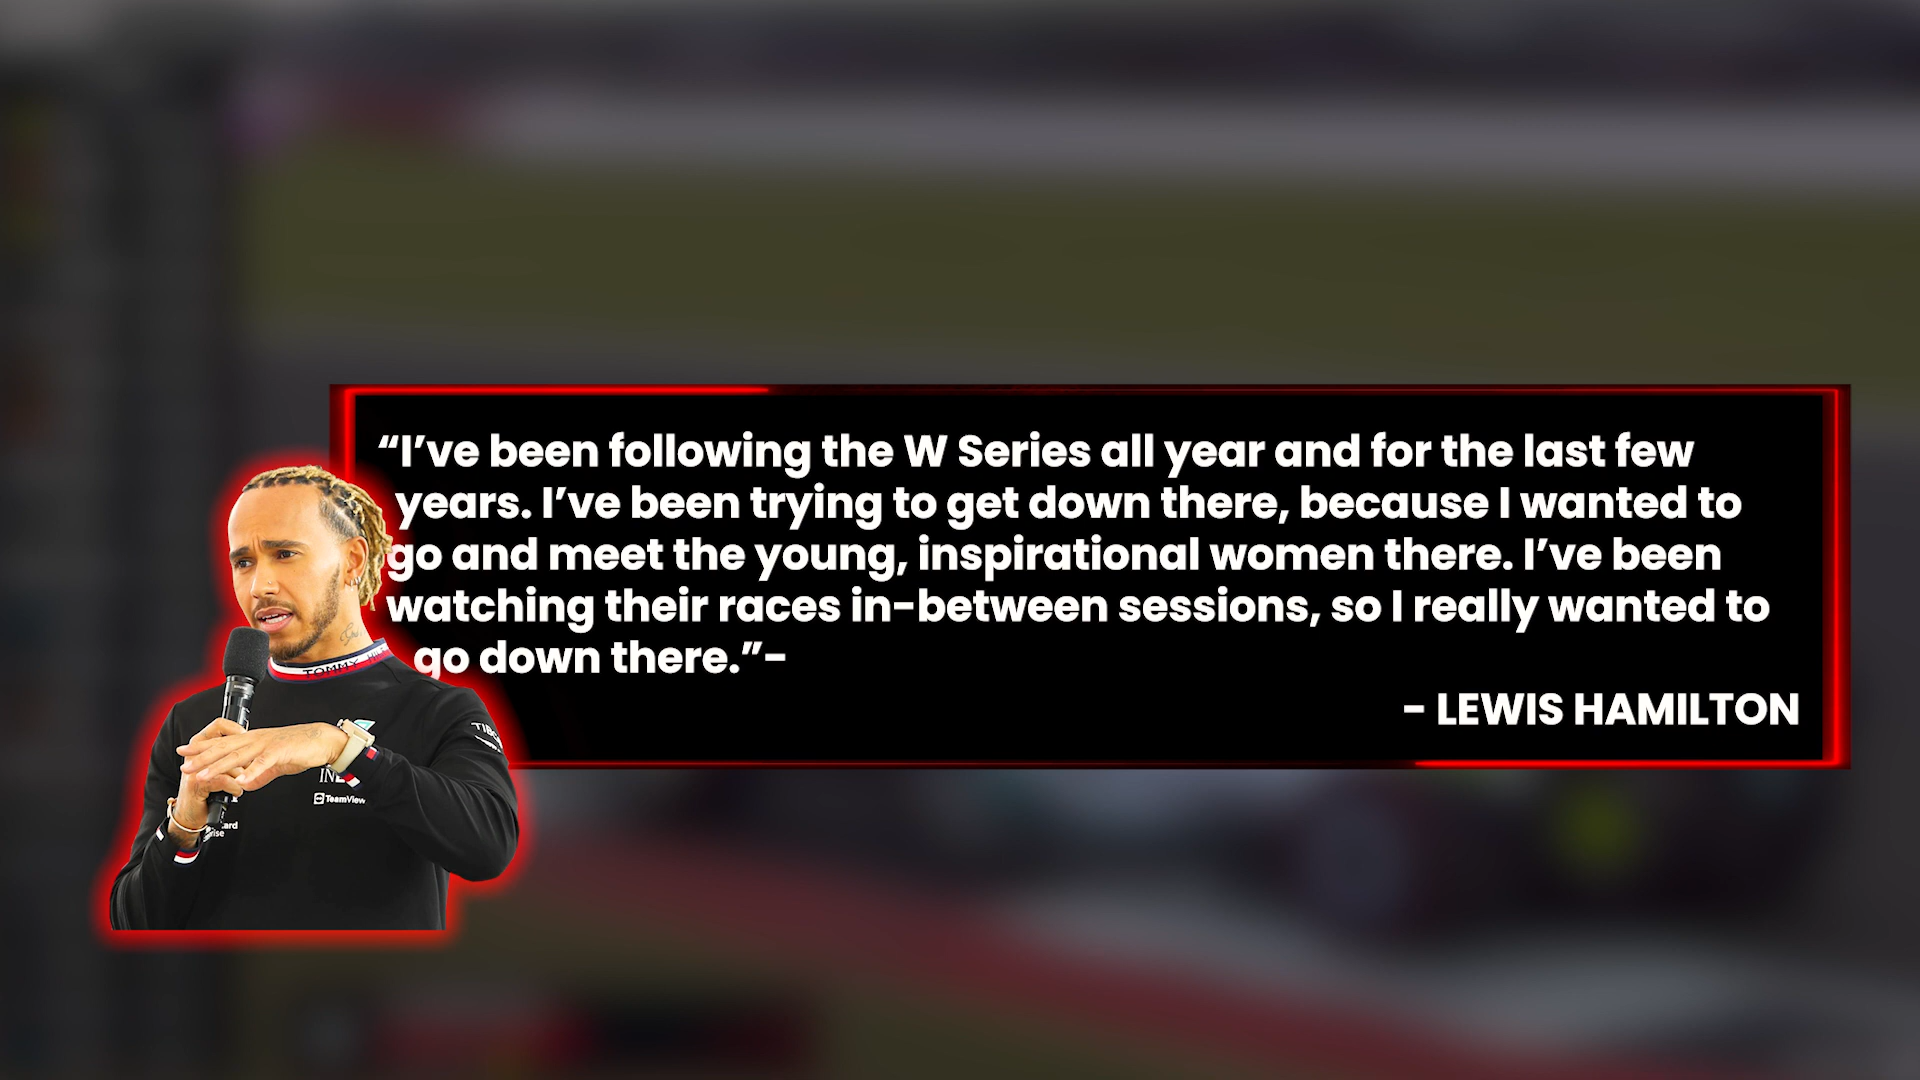 “I’ve been following the W Series all year and for the last few
years. I’ve been trying to get down there, because I wanted to
go and meet the young, inspirational women there. I’ve been
watching their races in-between sessions, so I really wanted to
go down there.”-
- LEWIS HAMILTON
TOMMY
TeamView